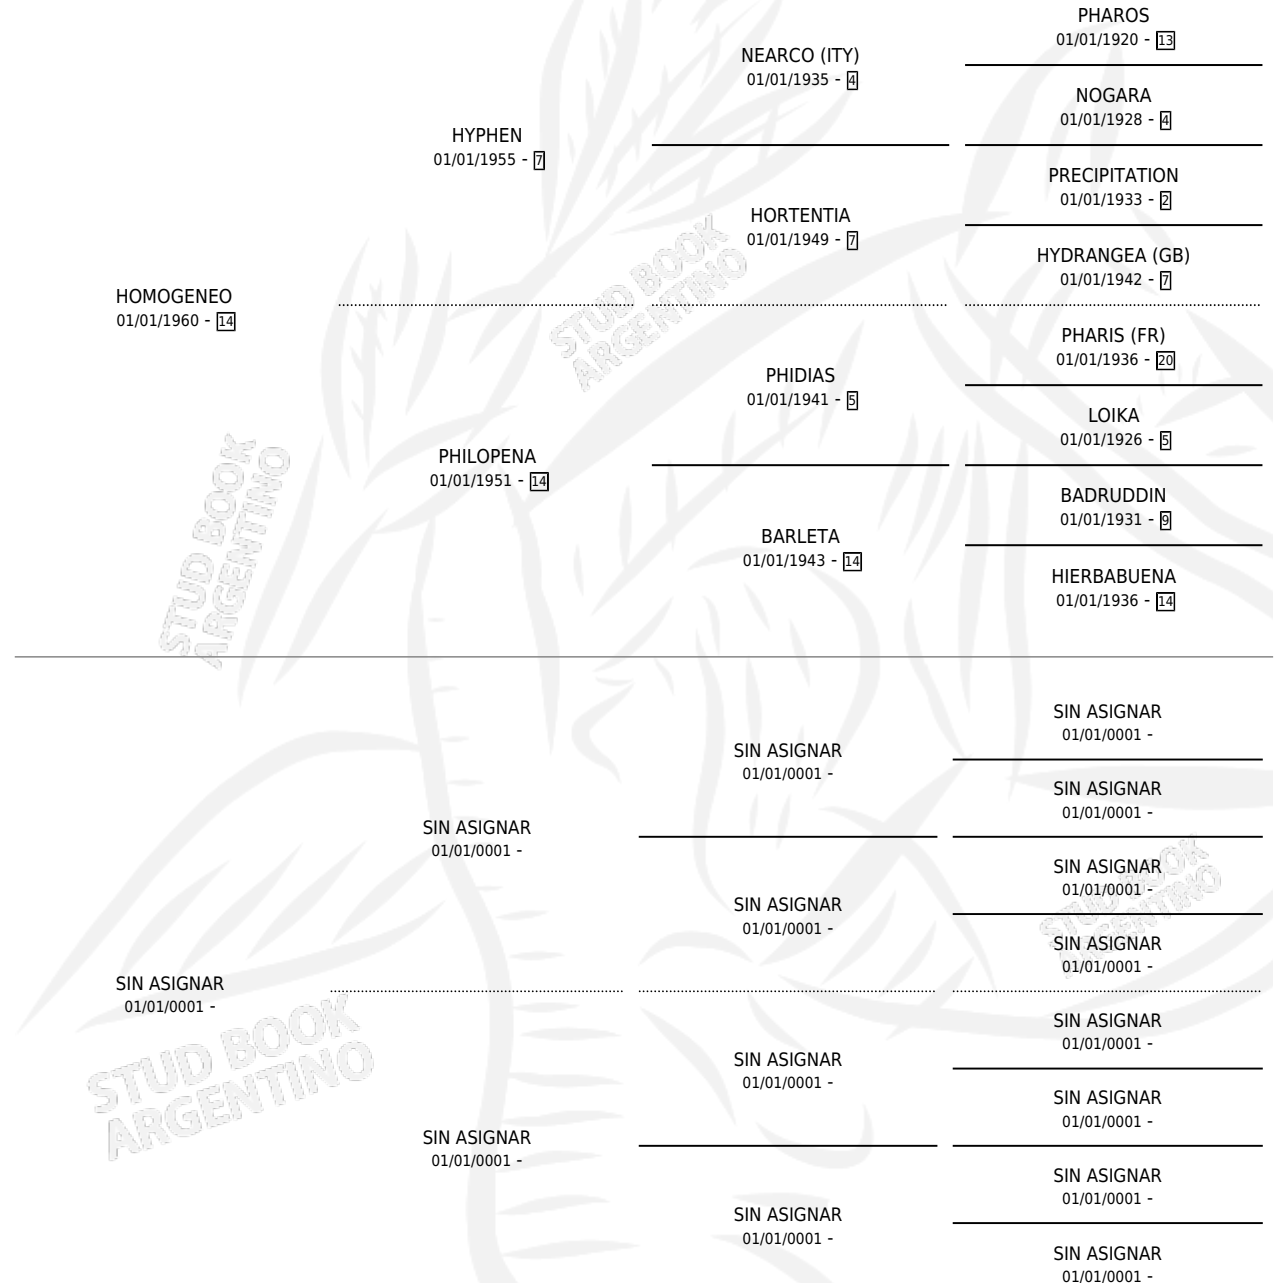 PHAROS
01/01/1920 - 13
NEARCO (ITY)
01/01/1935 - 4
NOGARA
01/01/1928 - 4
HYPHEN
01/01/1955 - 7
PRECIPITATION
01/01/1933 - 2
HORTENTIA
01/01/1949 - 7
HYDRANGEA (GB)
01/01/1942 - 7
HOMOGENEO
01/01/1960 - 14
PHARIS (FR)
01/01/1936 - 20
PHIDIAS
01/01/1941 - 5
LOIKA
01/01/1926 - 5
PHILOPENA
01/01/1951 - 14
BADRUDDIN
01/01/1931 - 9
BARLETA
01/01/1943 - 14
HIERBABUENA
01/01/1936 - 14
STUD BOOK
ARGENTINO
STUD BOOK
ARGENTINO
SIN ASIGNAR
01/01/0001 -
SIN ASIGNAR
01/01/0001 -
SIN ASIGNAR
01/01/0001 -
SIN ASIGNAR
01/01/0001 -
SIN ASIGNAR
01/01/0001 -
SIN ASIGNAR
01/01/0001 -
SIN ASIGNAR
01/01/0001 -
SIN ASIGNAR
01/01/0001 -
SIN ASIGNAR
01/01/0001 -
SIN ASIGNAR
01/01/0001 -
SIN ASIGNAR
01/01/0001 -
SIN ASIGNAR
01/01/0001 -
SIN ASIGNAR
01/01/0001 -
SIN ASIGNAR
01/01/0001 -
SIN ASIGNAR
01/01/0001 -
STUD BOOK
ARGENTINO
STUD BOOK
ARGENTINO